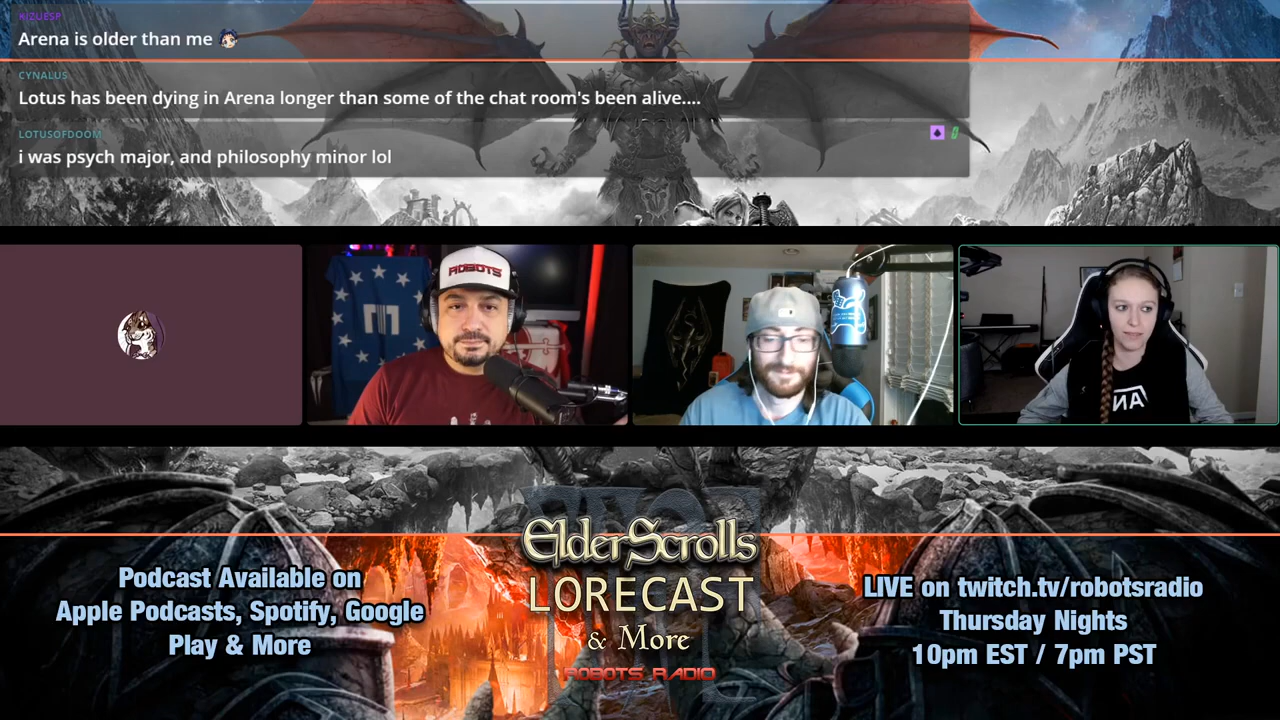 KIZUESP
Arena is older than me
CYNALUS
Lotus has been dying in Arena longer than some of the chat room's been alive....
LOTUSOFDOOM
i was psych major, and philosophy minor lol
ROBOTS
AN
ElderScrolls
LORECAST
& More
ROBOTS RADIO
Podcast Available on
Apple Podcasts, Spotify, Google
Play & More
LIVE on twitch.tv/robotsradio
Thursday Nights
10pm EST / 7pm PST